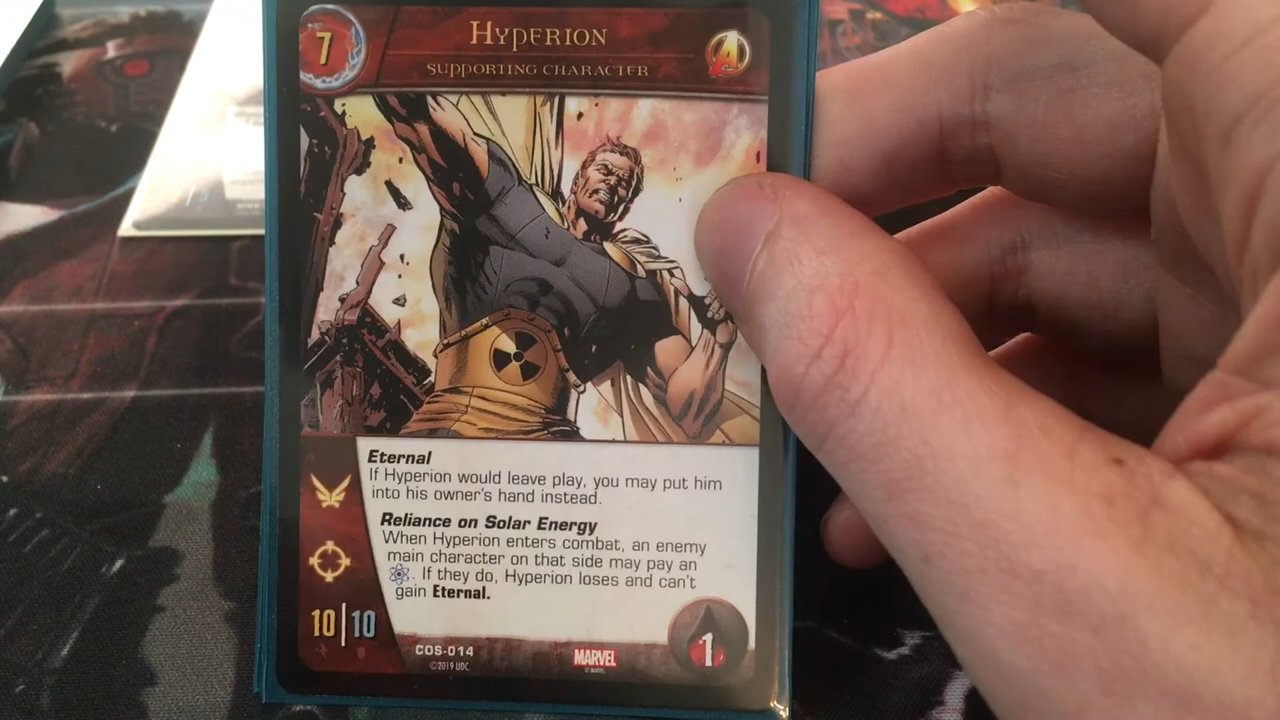 7
Hyperion
SUPPORTING CHARACTER
A
Eternal
If Hyperion would leave play, you may put him
into his owner's hand instead.
Reliance on Solar Energy
When Hyperion enters combat, an enemy
main character on that side may pay an
. If they do, Hyperion loses and can't
gain Eternal.
10|10
COS-014
©2019 UDC.
MARVEL
1